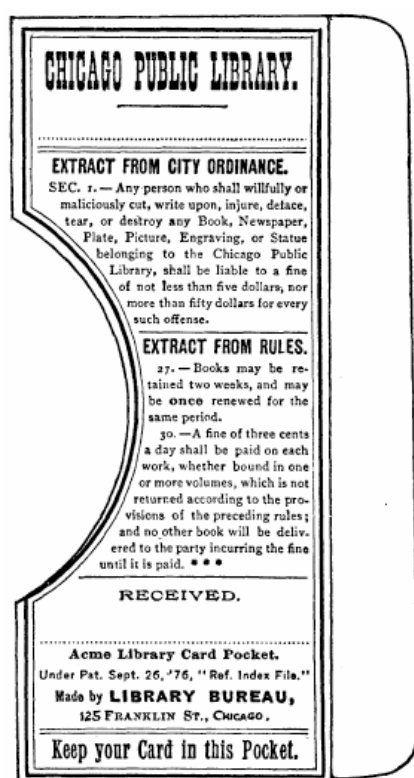 CHICAGO PUBLIC LIBRARY.
EXTRACT FROM CITY ORDINANCE.
SEC. 1.—Any person who shall willfully or
maliciously cut, write upon, injure, deface,
tear, or destroy any Book, Newspaper,
Plate, Picture, Engraving, or Statue
belonging to the Chicago Public
Library, shall be liable to a fine
of not less than five dollars, nor
more than fifty dollars for every
such offense.
EXTRACT FROM RULES.
27.—Books may be re-
tained two weeks, and may
be once renewed for the
same period.
30.—A fine of three cents
a day shall be paid on each
work, whether bound in one
or more volumes, which is not
returned according to the pro-
visions of the preceding rules;
and no other book will be deliv-
ered to the party incurring the fine
until it is paid. * * *
RECEIVED.
Acme Library Card Pocket.
Under Pat. Sept. 26, '76, "Ref. Index File."
Made by LIBRARY BUREAU,
125 FRANKLIN ST., CHICAGO.
Keep your Card in this Pocket.